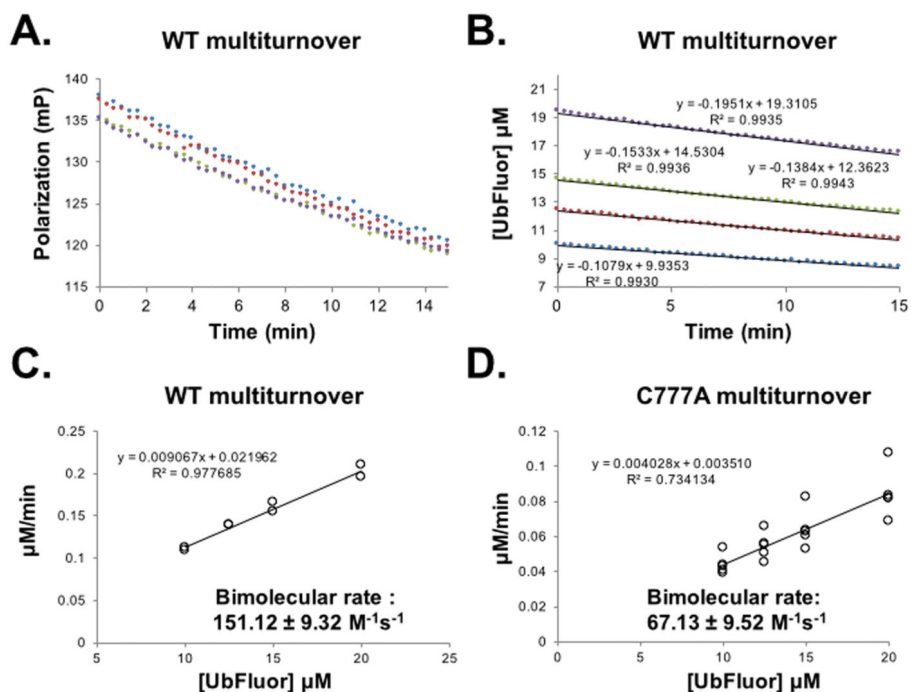 A.
WT multiturnover
Polarization (mP)
140
135
130
125
120
115
0 2 4 6 8 10 12 14
Time (min)
B.
WT multiturnover
[UbFluor] µM
21
19
17
15
13
11
9
7
y = -0.1951x + 19.3105
R² = 0.9935
y = -0.1533x + 14.5304
R² = 0.9936
y = -0.1384x + 12.3623
R² = 0.9943
y = -0.1079x + 9.9353
R² = 0.9930
0 5 10 15
Time (min)
C.
WT multiturnover
µM/min
0.25
0.2
0.15
0.1
0.05
0
y = 0.009067x + 0.021962
R² = 0.977685
Bimolecular rate :
151.12 ± 9.32 M⁻¹s⁻¹
5 10 15 20 25
[UbFluor] µM
D.
C777A multiturnover
µM/min
0.12
0.1
0.08
0.06
0.04
0.02
0
y = 0.004028x + 0.003510
R² = 0.734134
Bimolecular rate:
67.13 ± 9.52 M⁻¹s⁻¹
0 5 10 15 20
[UbFluor] µM